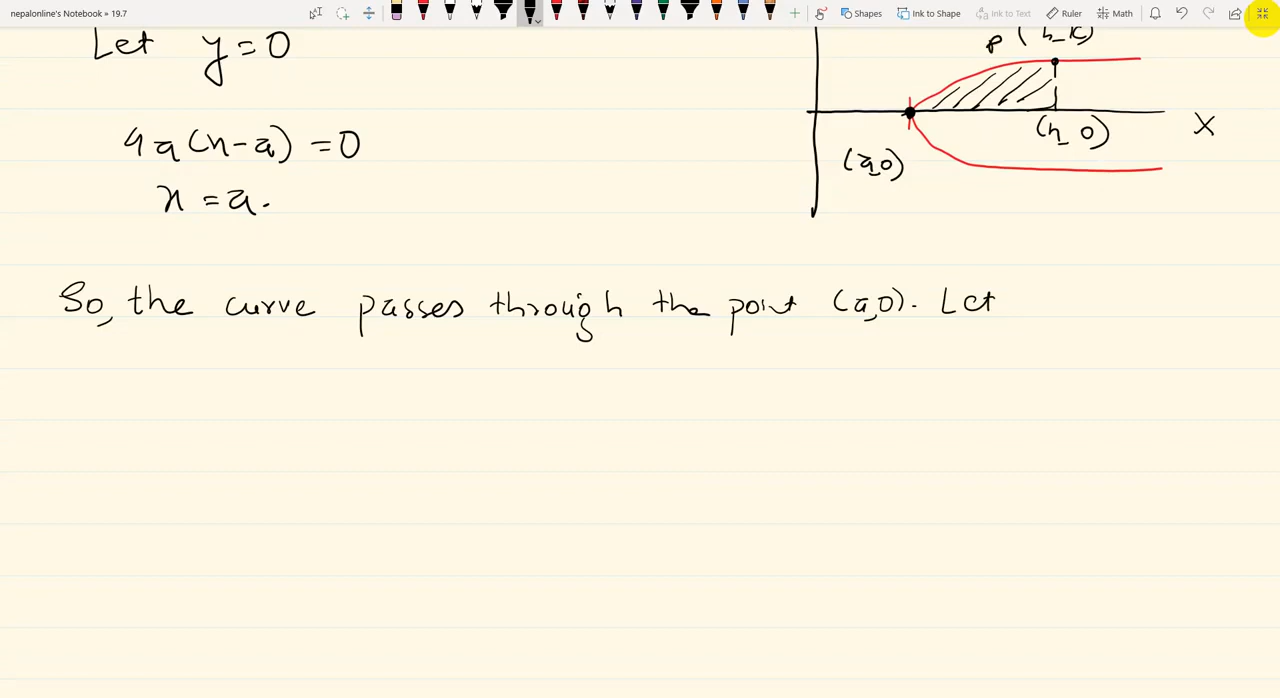 nepalonline's Notebook » 19.7
Shapes Ink to Shape Ink to Text Ruler Math
Let y = 0
P (h, k)
4a(x-a) = 0
(h, 0)
X
(a, 0)
x = a.
So, the curve passes through the point (a,0). Let